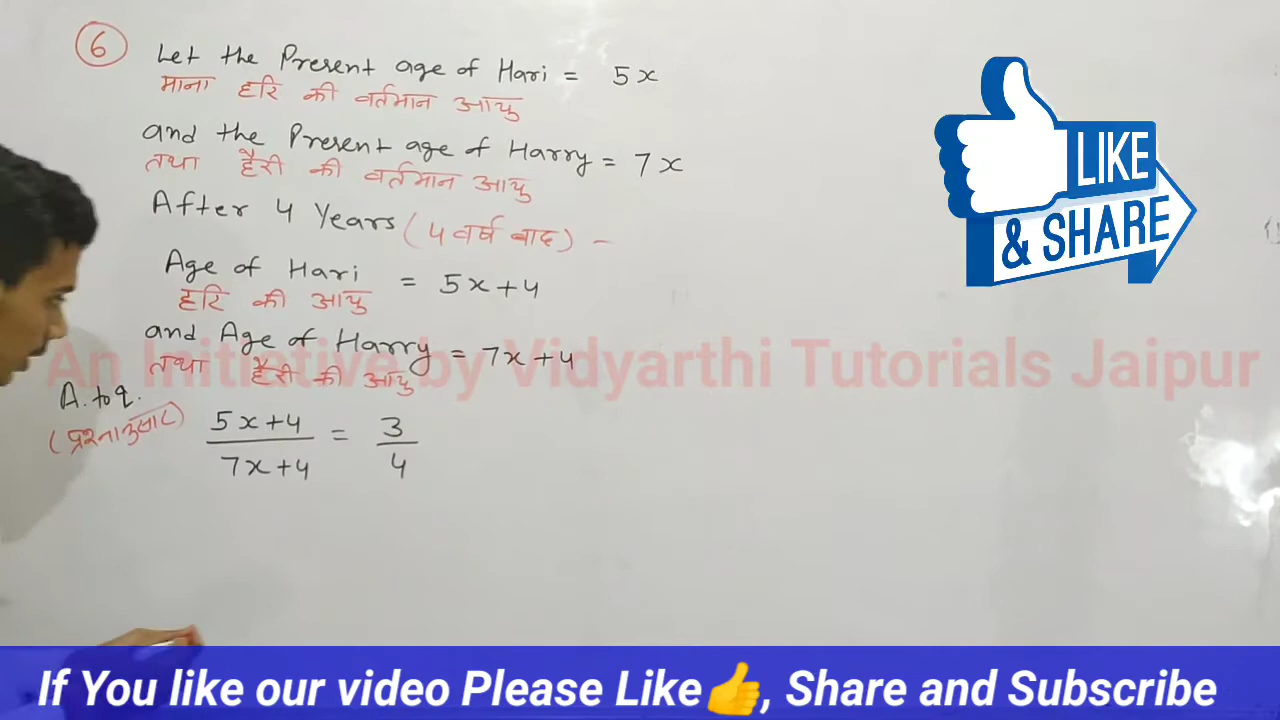 6
Let the Present age of Hari = 5x
माना हरि की वर्तमान आयु
and the Present age of Harry = 7x
तथा हैरी की वर्तमान आयु
After 4 Years (4 वर्ष बाद) -
Age of Hari = 5x+4
हरि की आयु
and Age of Harry = 7x+4
तथा हैरी की आयु
A. to q.
(प्रश्नानुसार)
5x+4 / 7x+4 = 3 / 4
LIKE
& SHARE
An Initiative by Vidyarthi Tutorials Jaipur
If You like our video Please Like👍, Share and Subscribe